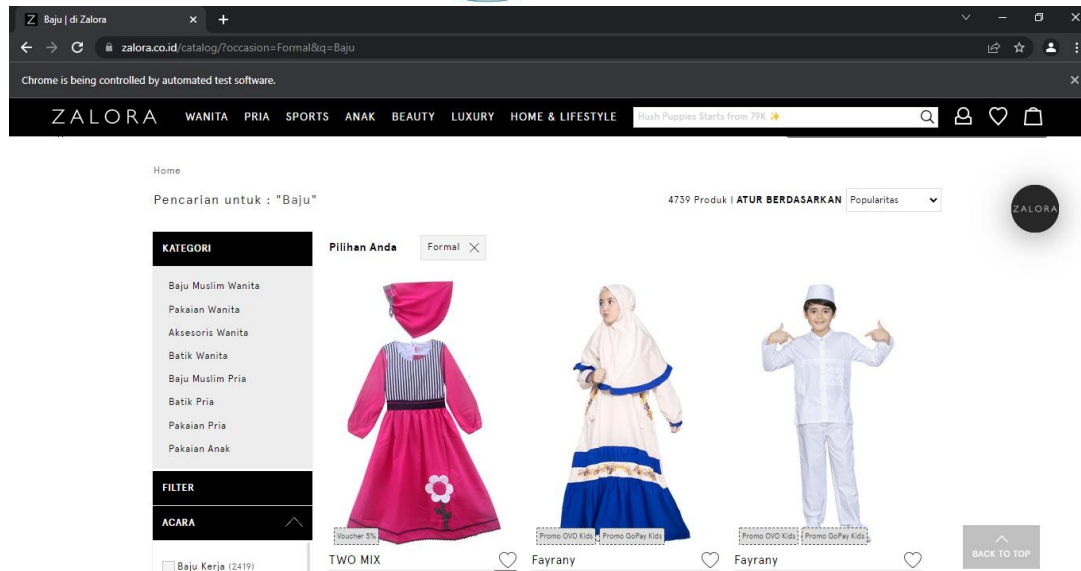 Baju | di Zalora
zalora.co.id/catalog/?occasion=Formal&q=Baju
Chrome is being controlled by automated test software.
ZALORA WANITA PRIA SPORTS ANAK BEAUTY LUXURY HOME & LIFESTYLE Hush Puppies Starts from 79K ✨
Home
Pencarian untuk : "Baju"
4739 Produk | ATUR BERDASARKAN Popularitas
ZALORA
KATEGORI
Baju Muslim Wanita
Pakaian Wanita
Aksesoris Wanita
Batik Wanita
Baju Muslim Pria
Batik Pria
Pakaian Pria
Pakaian Anak
FILTER
ACARA
Baju Kerja (2419)
Pilihan Anda Formal
Voucher 5%
TWO MIX
Promo OVO Kids Promo GoPay Kids
Fayrany
Promo OVO Kids Promo GoPay Kids
Fayrany
BACK TO TOP